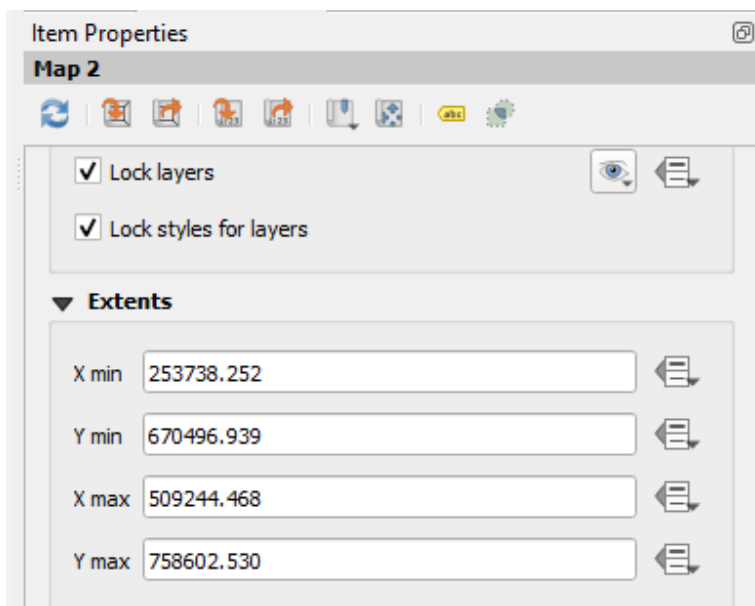 Item Properties
Map 2
abc
Lock layers
Lock styles for layers
Extents
X min 253738.252
Y min 670496.939
X max 509244.468
Y max 758602.530